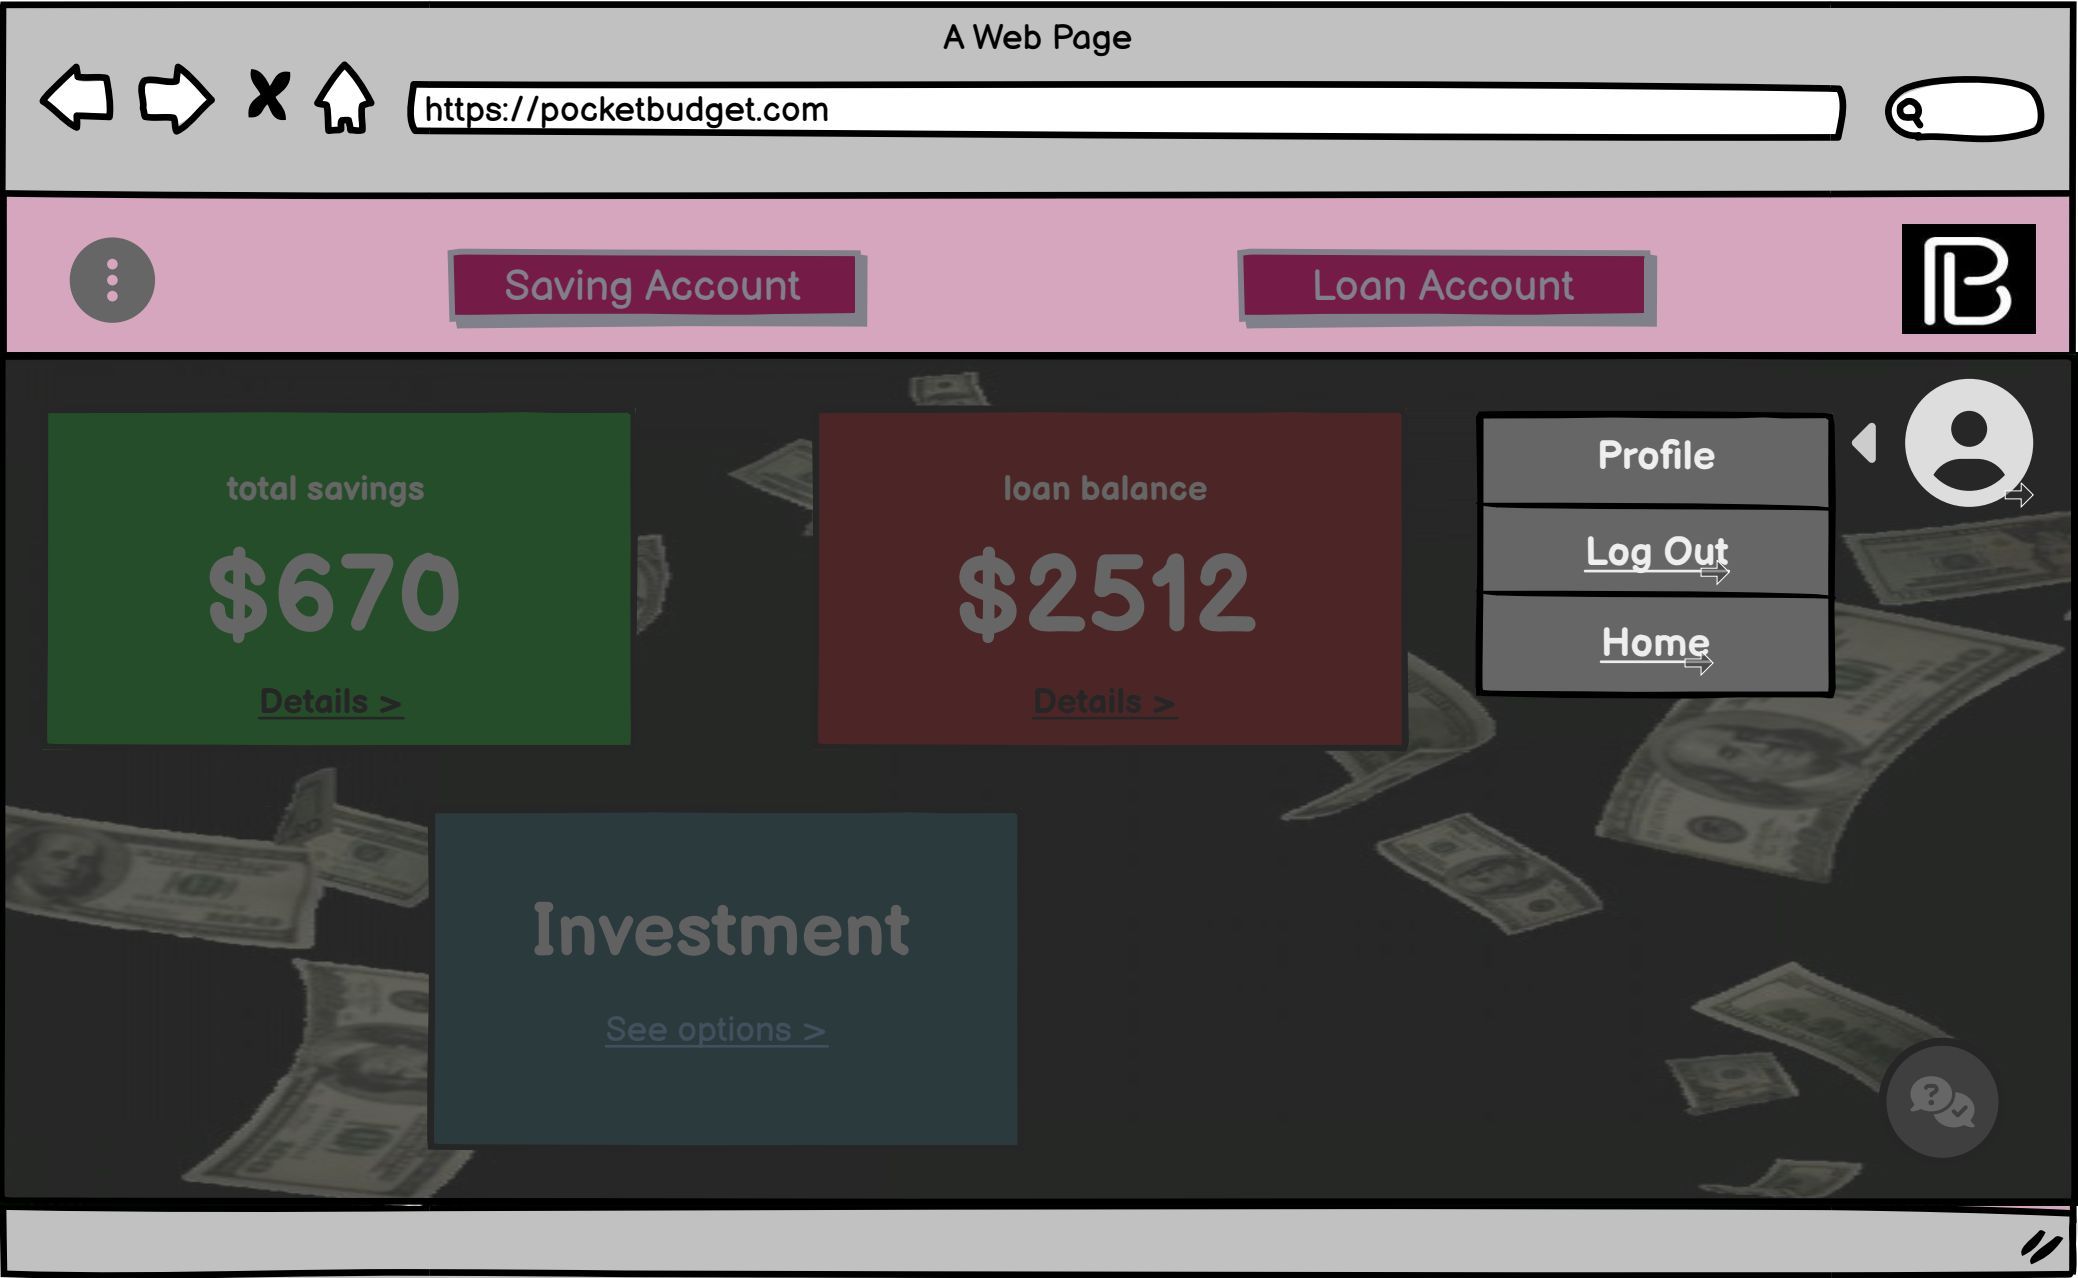 A Web Page
https://pocketbudget.com
Saving Account
Loan Account
B
total savings
$670
Details >
loan balance
$2512
Details >
Profile
Log Out
Home
Investment
See options >
?